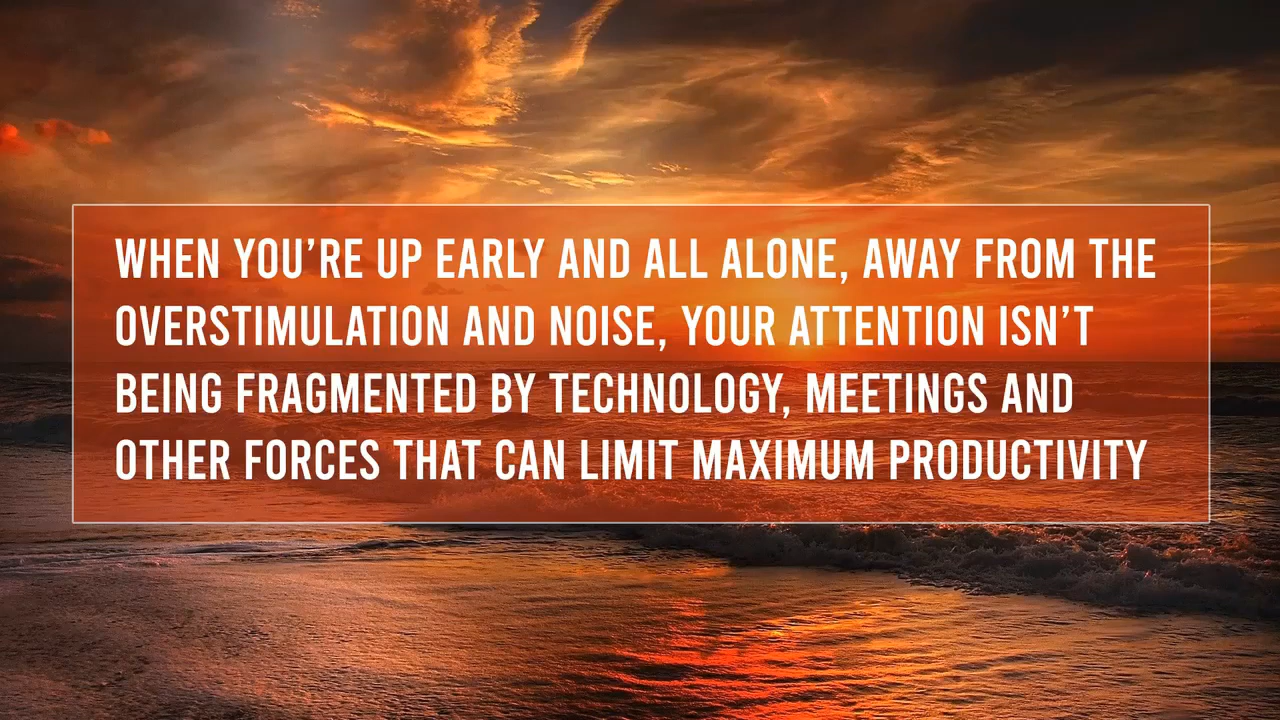 WHEN YOU’RE UP EARLY AND ALL ALONE, AWAY FROM THE
OVERSTIMULATION AND NOISE, YOUR ATTENTION ISN’T
BEING FRAGMENTED BY TECHNOLOGY, MEETINGS AND
OTHER FORCES THAT CAN LIMIT MAXIMUM PRODUCTIVITY